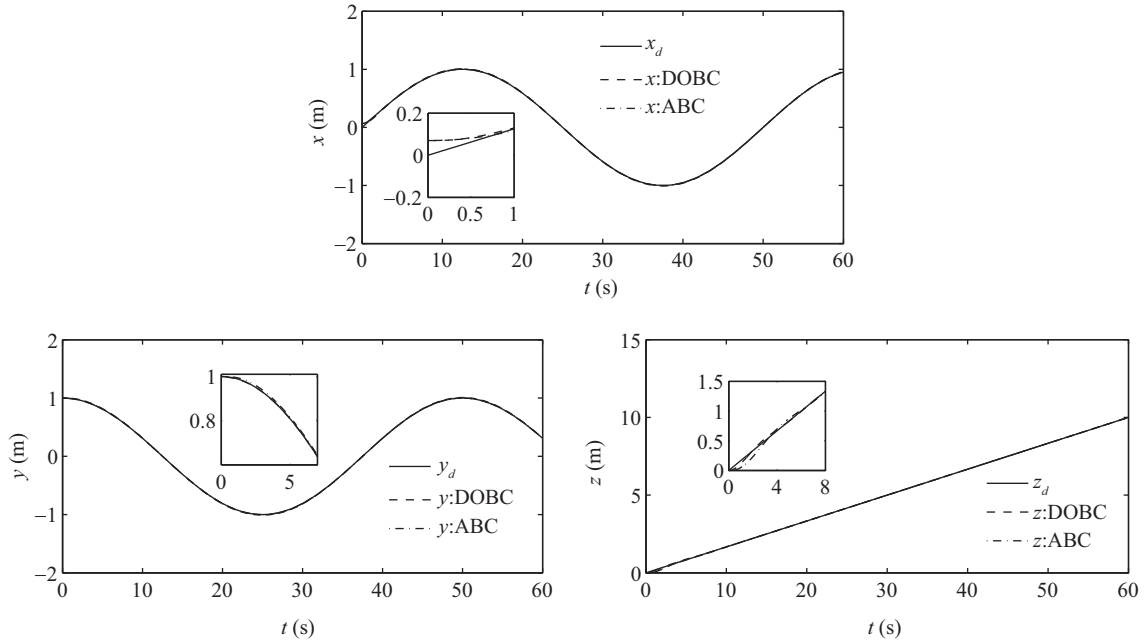 2
1
0
−1
−2
x (m)
x_d
x:DOBC
x:ABC
0.2
0
−0.2
0 0.5 1
0 10 20 30 40 50 60
t (s)
2
1
0
−1
−2
y (m)
1
0.8
0 5
y_d
y:DOBC
y:ABC
0 10 20 30 40 50 60
t (s)
15
10
5
0
z (m)
1.5
1
0.5
0
0 4 8
z_d
z:DOBC
z:ABC
0 10 20 30 40 50 60
t (s)